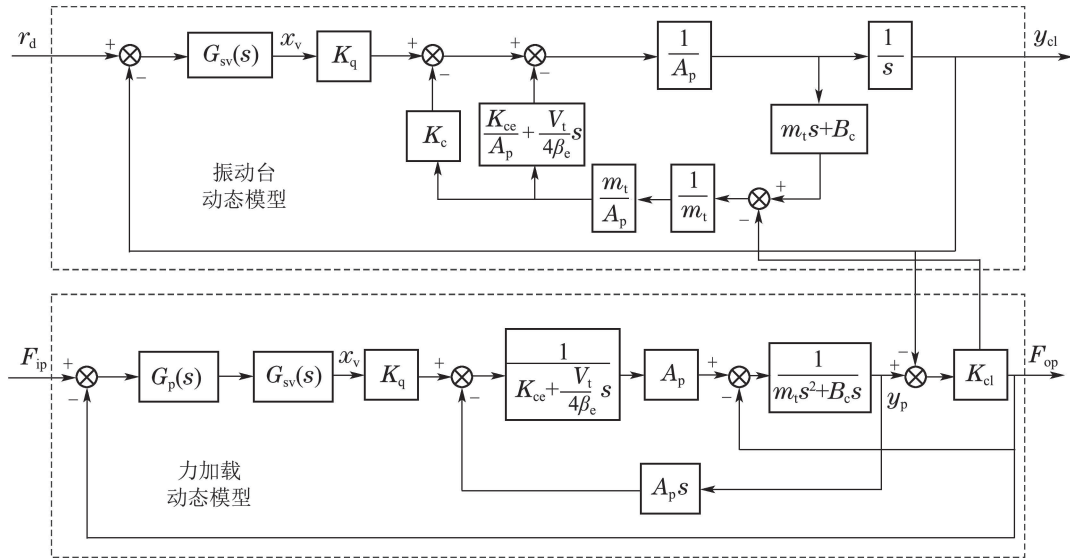 r_d
+
−
G_sv(s)
x_v
K_q
+
−
+
−
1/A_p
1/s
y_cl
K_c
K_ce/A_p + V_t/4β_e s
m_t s+B_c
m_t/A_p
1/m_t
+
−
振动台
动态模型
F_ip
+
−
G_p(s)
G_sv(s)
x_v
K_q
+
−
1/(K_ce+V_t/4β_e s)
A_p
+
−
1/(m_t s²+B_c s)
+
−
y_p
K_cl
F_op
A_p s
力加载
动态模型